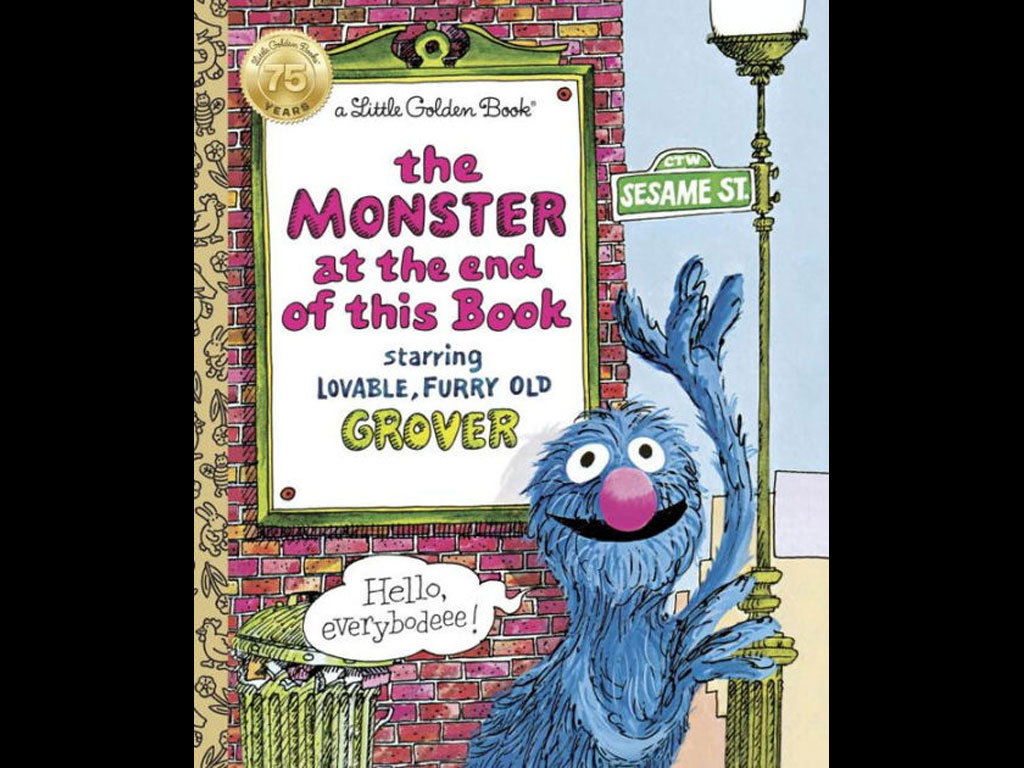 Little Golden Books
75
YEARS
a Little Golden Book®
the
MONSTER
at the end
of this Book
starring
LOVABLE, FURRY OLD
GROVER
CTW
SESAME ST.
Hello,
everybodeee!